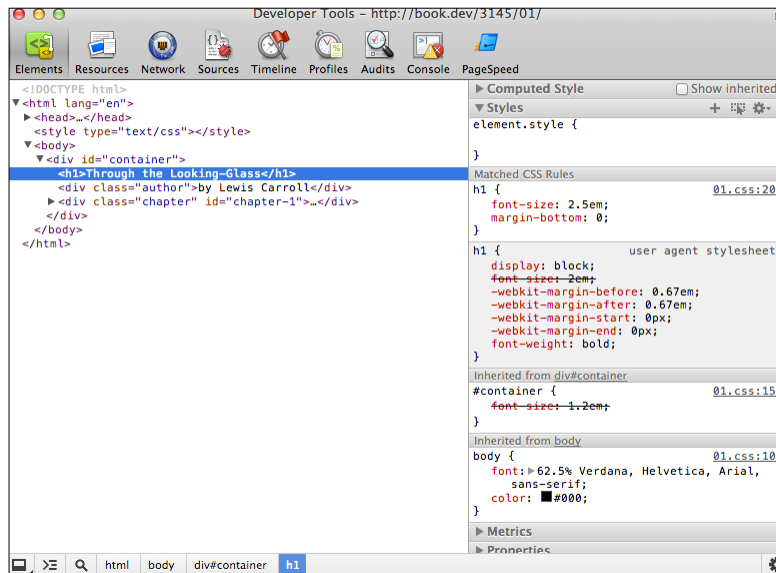 Developer Tools - http://book.dev/3145/01/
Elements Resources Network Sources Timeline Profiles Audits Console PageSpeed
<!DOCTYPE html>
<html lang="en">
<head>…</head>
<style type="text/css"></style>
<body>
<div id="container">
<h1>Through the Looking-Glass</h1>
<div class="author">by Lewis Carroll</div>
<div class="chapter" id="chapter-1">…</div>
</div>
</body>
</html>
Computed Style Show inherited
Styles
element.style {
}
Matched CSS Rules
h1 { 01.css:20
font-size: 2.5em;
margin-bottom: 0;
}
h1 { user agent stylesheet
display: block;
font-size: 2em;
-webkit-margin-before: 0.67em;
-webkit-margin-after: 0.67em;
-webkit-margin-start: 0px;
-webkit-margin-end: 0px;
font-weight: bold;
}
Inherited from div#container
#container { 01.css:15
font-size: 1.2em;
}
Inherited from body
body { 01.css:10
font: 62.5% Verdana, Helvetica, Arial,
sans-serif;
color: #000;
}
Metrics
Properties
html body div#container h1